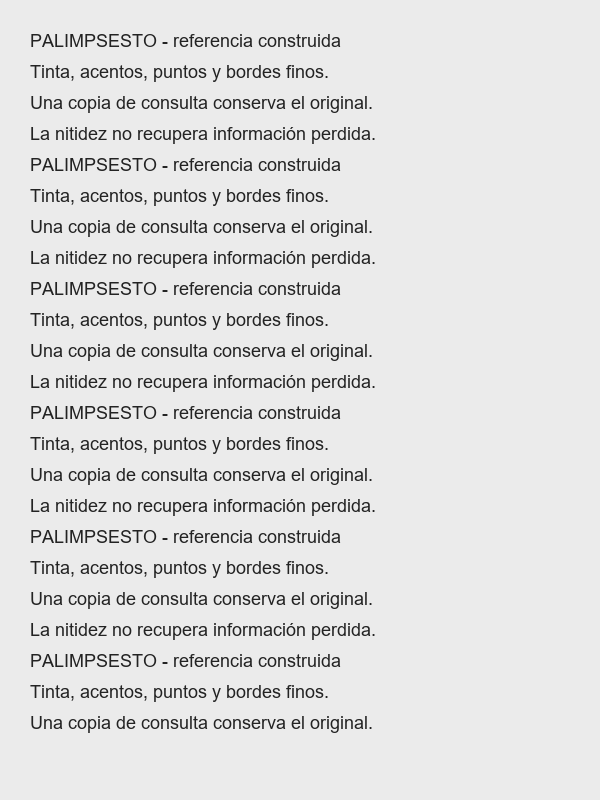 PALIMPSESTO - referencia construida
Tinta, acentos, puntos y bordes finos.
Una copia de consulta conserva el original.
La nitidez no recupera información perdida.
PALIMPSESTO - referencia construida
Tinta, acentos, puntos y bordes finos.
Una copia de consulta conserva el original.
La nitidez no recupera información perdida.
PALIMPSESTO - referencia construida
Tinta, acentos, puntos y bordes finos.
Una copia de consulta conserva el original.
La nitidez no recupera información perdida.
PALIMPSESTO - referencia construida
Tinta, acentos, puntos y bordes finos.
Una copia de consulta conserva el original.
La nitidez no recupera información perdida.
PALIMPSESTO - referencia construida
Tinta, acentos, puntos y bordes finos.
Una copia de consulta conserva el original.
La nitidez no recupera información perdida.
PALIMPSESTO - referencia construida
Tinta, acentos, puntos y bordes finos.
Una copia de consulta conserva el original.